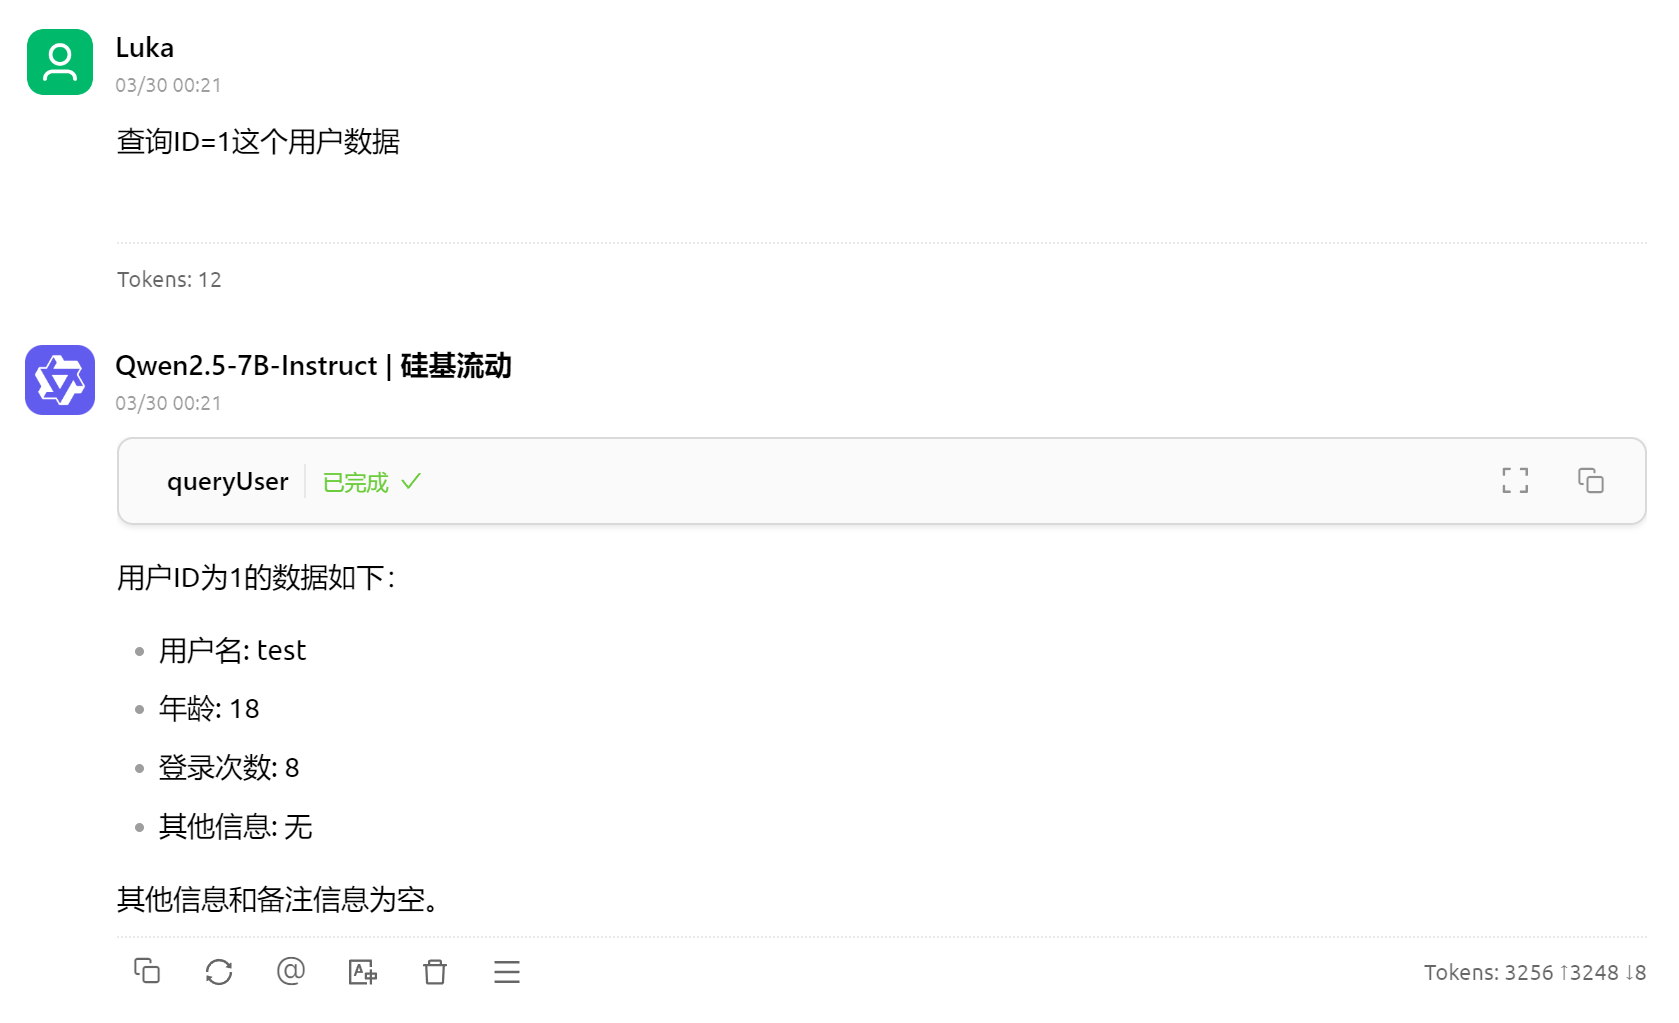 Luka
03/30 00:21
查询ID=1这个用户数据
Tokens: 12
Qwen2.5-7B-Instruct | 硅基流动
03/30 00:21
queryUser 已完成
用户ID为1的数据如下：
用户名: test
年龄: 18
登录次数: 8
其他信息: 无
其他信息和备注信息为空。
Tokens: 3256 ↑3248 ↓8